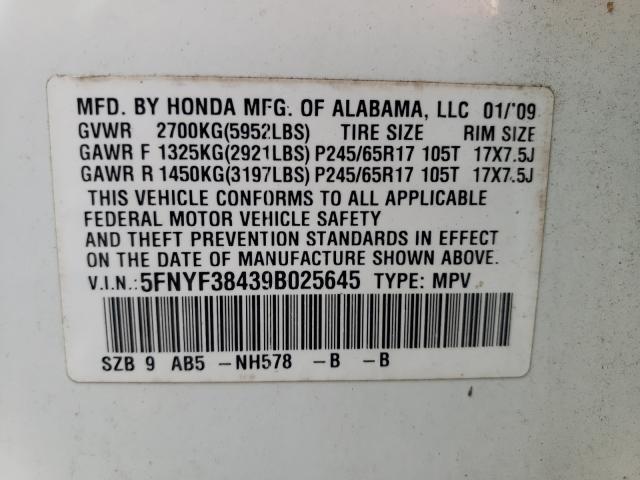 MFD. BY HONDA MFG. OF ALABAMA, LLC 01/'09
GVWR 2700KG(5952LBS) TIRE SIZE RIM SIZE
GAWR F 1325KG(2921LBS) P245/65R17 105T 17X7.5J
GAWR R 1450KG(3197LBS) P245/65R17 105T 17X7.5J
THIS VEHICLE CONFORMS TO ALL APPLICABLE
FEDERAL MOTOR VEHICLE SAFETY
AND THEFT PREVENTION STANDARDS IN EFFECT
ON THE DATE OF MANUFACTURE SHOWN ABOVE.
V.I.N.: 5FNYF38439B025645 TYPE: MPV
SZB 9 AB5 -NH578 -B -B